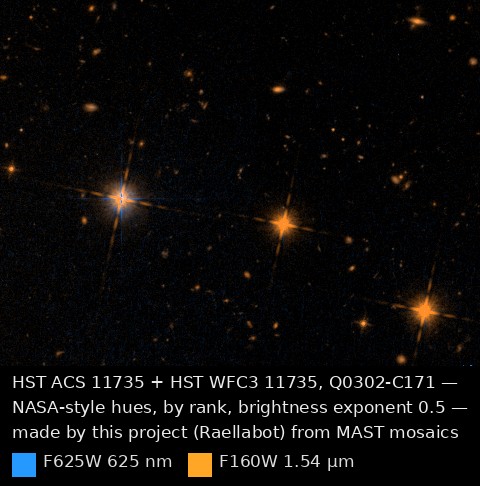 HST ACS 11735 + HST WFC3 11735, Q0302-C171 —
NASA-style hues, by rank, brightness exponent 0.5 —
made by this project (Raellabot) from MAST mosaics
F625W 625 nm F160W 1.54 µm